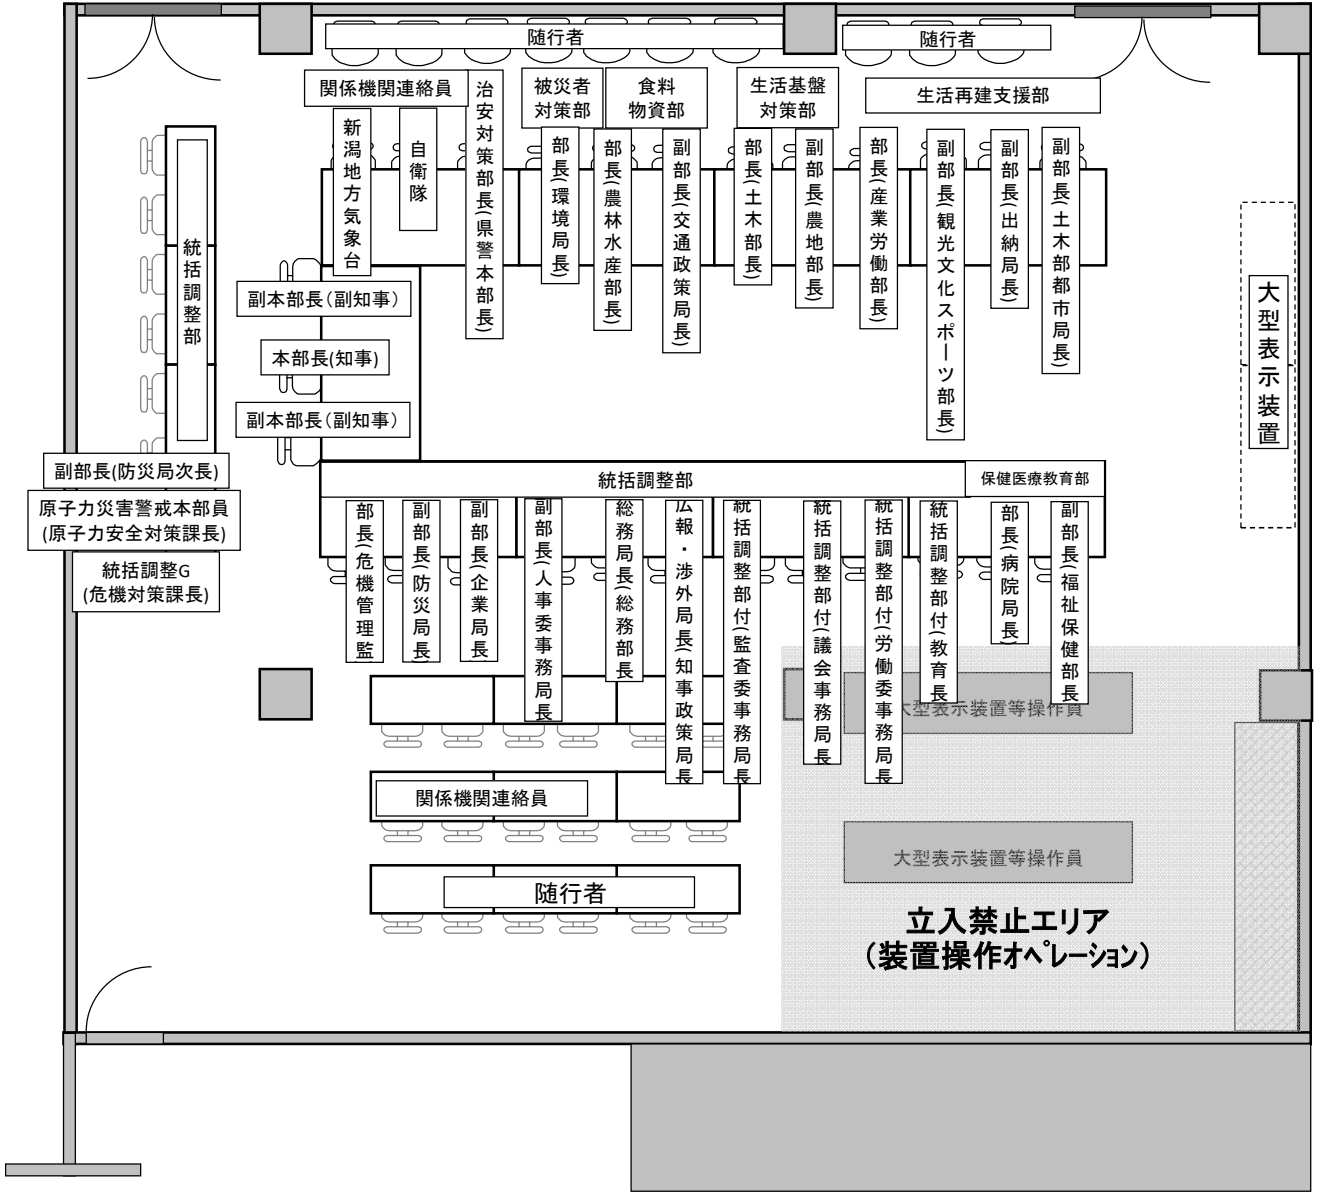 随行者
随行者
関係機関連絡員
治安対策部長(県警本部長)
被災者
対策部
食料
物資部
生活基盤
対策部
生活再建支援部
新潟地方気象台
自衛隊
部長(環境局長)
部長(農林水産部長)
副部長(交通政策局長)
部長(土木部長)
副部長(農地部長)
部長(産業労働部長)
副部長(観光文化スポーツ部長)
副部長(出納局長)
副部長(土木部都市局長)
統括調整部
副本部長(副知事)
本部長(知事)
副本部長(副知事)
大型表示装置
副部長(防災局次長)
原子力災害警戒本部員
(原子力安全対策課長)
統括調整G
(危機対策課長)
統括調整部
保健医療教育部
部長(危機管理監
副部長(防災局長)
副部長(企業局長)
副部長(人事委事務局長
総務局長(総務部長
広報・渉外局長(知事政策局長
統括調整部付(監査委事務局長
統括調整部付(議会事務局長
統括調整部付(労働委事務局長
統括調整部付(教育長
部長(病院局長)
副部長(福祉保健部長
大型表示装置等操作員
関係機関連絡員
大型表示装置等操作員
随行者
立入禁止エリア
(装置操作オペレーション)